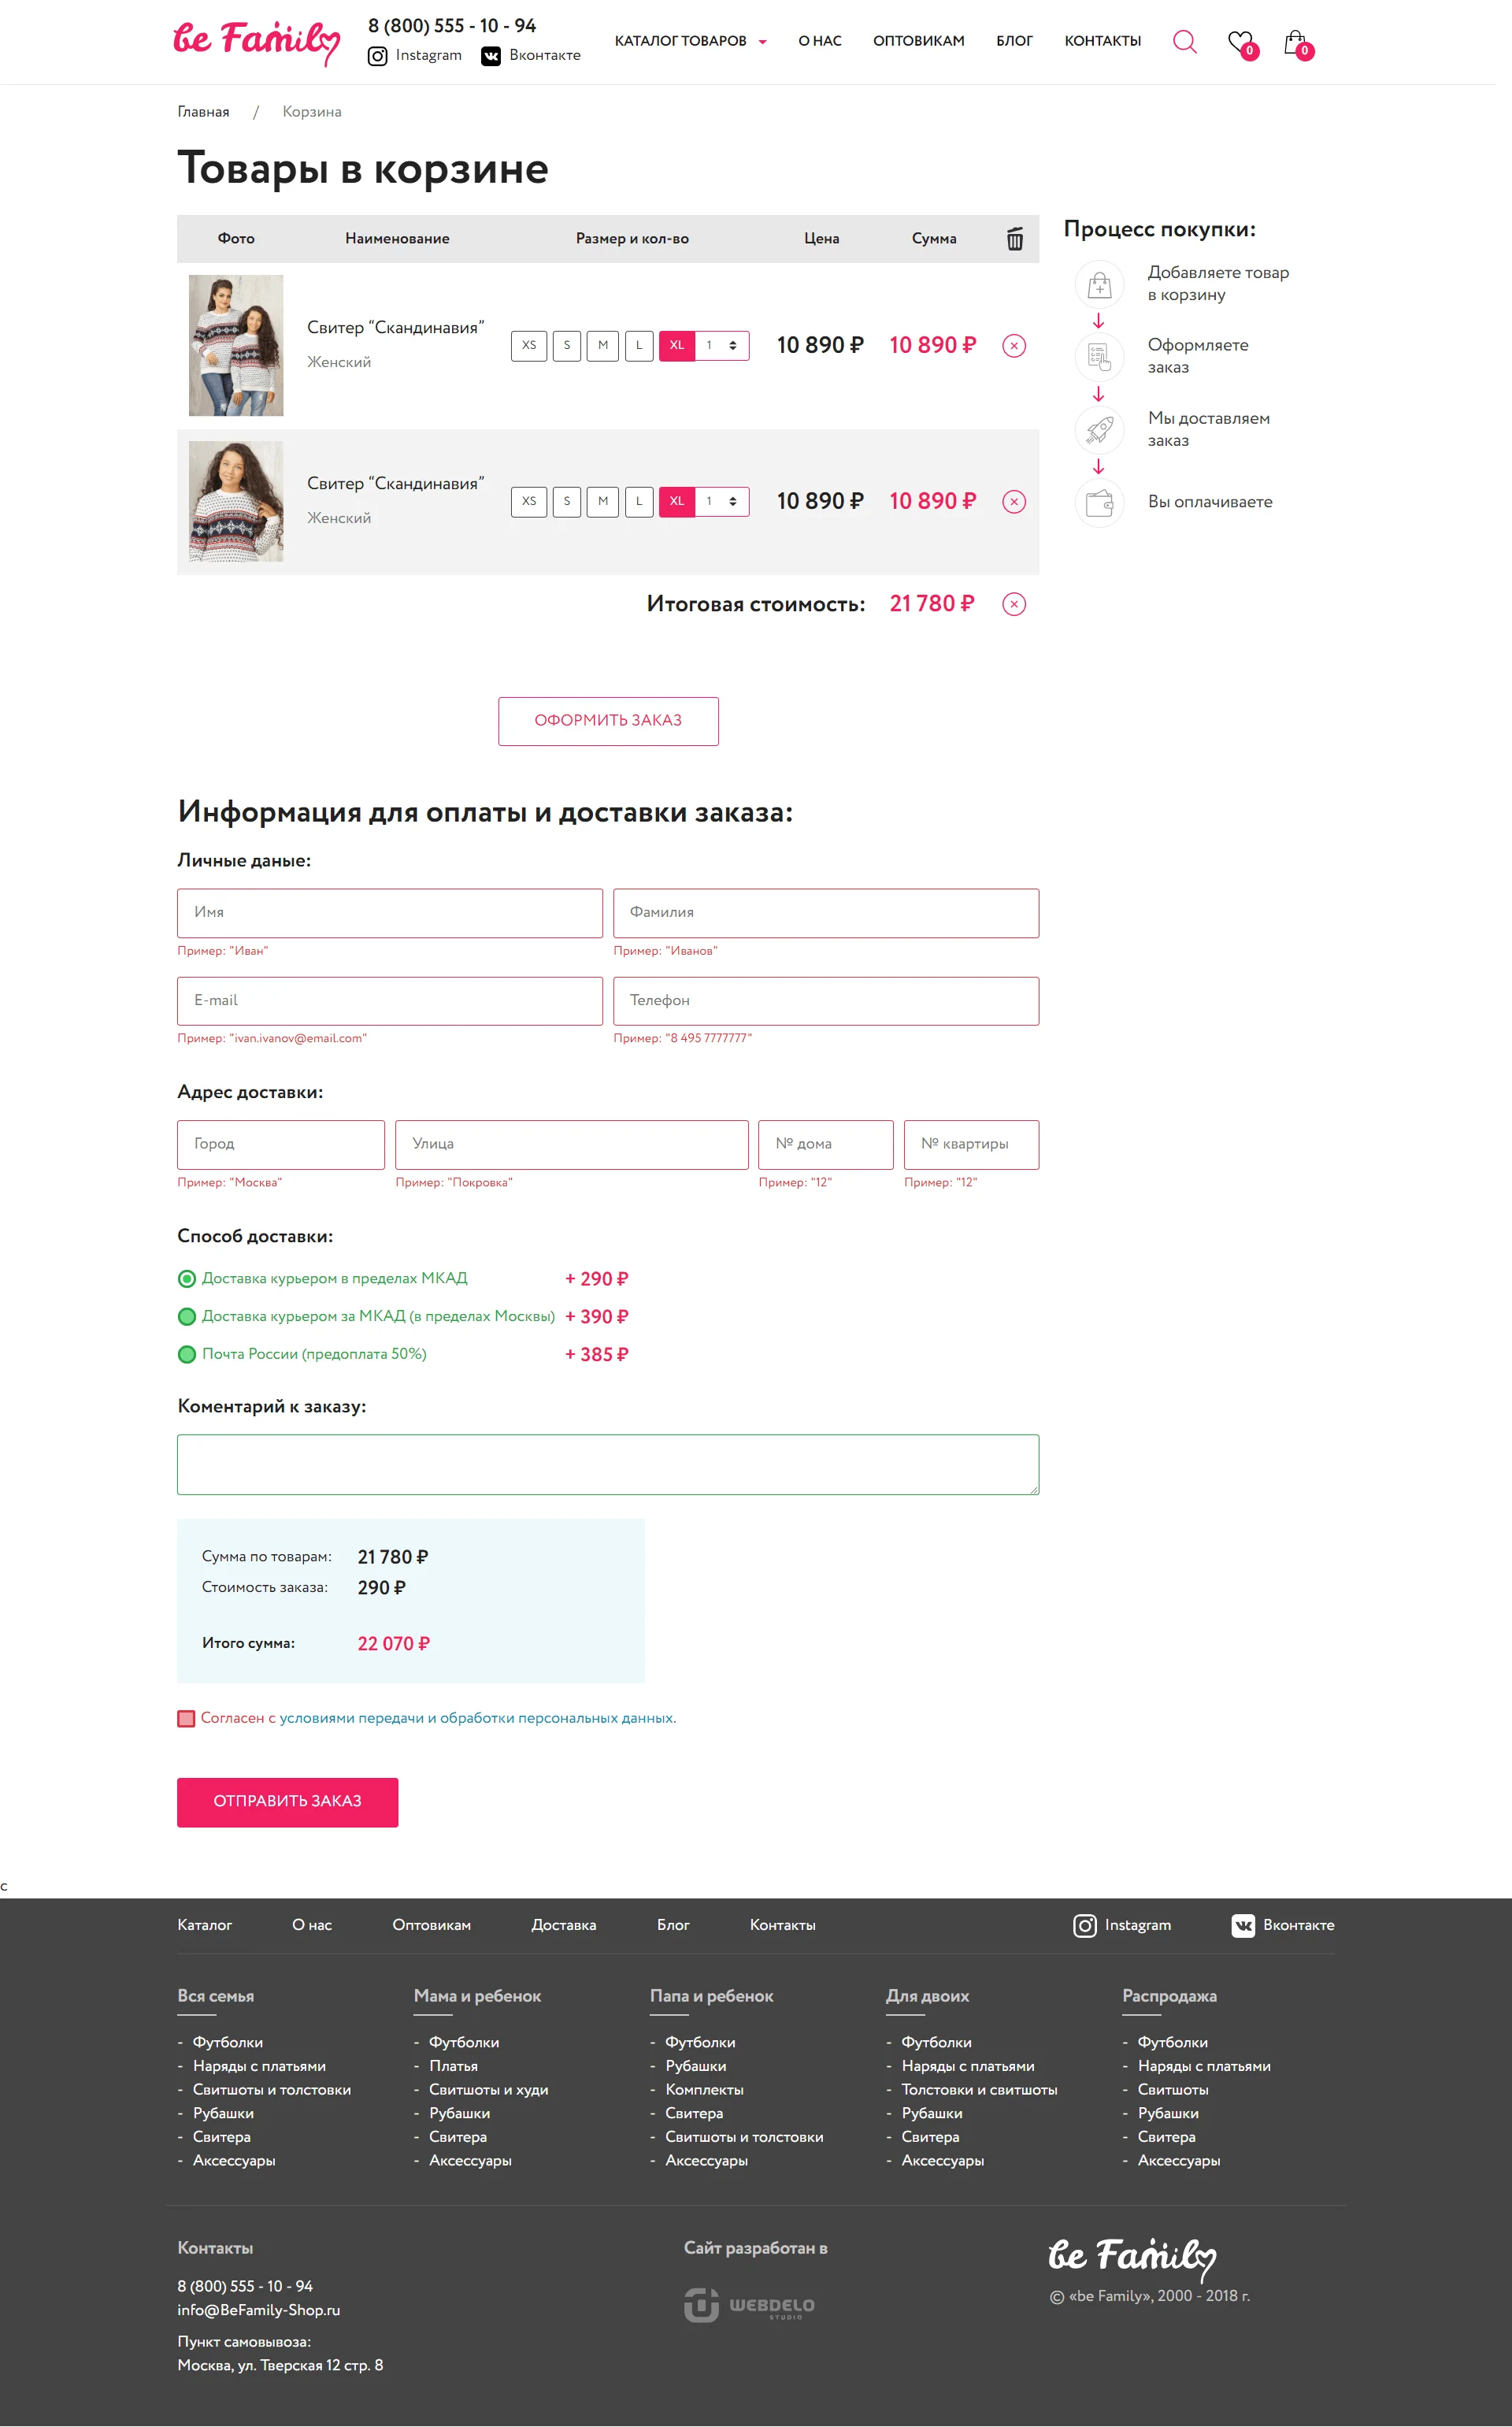 be Family
8 (800) 555 - 10 - 94
Instagram Вконтакте
КАТАЛОГ ТОВАРОВ О НАС ОПТОВИКАМ БЛОГ КОНТАКТЫ 0 0
Главная / Корзина
Товары в корзине
Фото Наименование Размер и кол-во Цена Сумма
Свитер “Скандинавия”
Женский
XS S M L XL 1 10 890 ₽ 10 890 ₽
Свитер “Скандинавия”
Женский
XS S M L XL 1 10 890 ₽ 10 890 ₽
Итоговая стоимость: 21 780 ₽
Процесс покупки:
Добавляете товар
в корзину
Оформляете
заказ
Мы доставляем
заказ
Вы оплачиваете
ОФОРМИТЬ ЗАКАЗ
Информация для оплаты и доставки заказа:
Личные даные:
Имя Фамилия
Пример: "Иван" Пример: "Иванов"
E-mail Телефон
Пример: "ivan.ivanov@email.com" Пример: "8 495 7777777"
Адрес доставки:
Город Улица № дома № квартиры
Пример: "Москва" Пример: "Покровка" Пример: "12" Пример: "12"
Способ доставки:
Доставка курьером в пределах МКАД + 290 ₽
Доставка курьером за МКАД (в пределах Москвы) + 390 ₽
Почта России (предоплата 50%) + 385 ₽
Коментарий к заказу:
Сумма по товарам: 21 780 ₽
Стоимость заказа: 290 ₽
Итого сумма: 22 070 ₽
Согласен с условиями передачи и обработки персональных данных.
ОТПРАВИТЬ ЗАКАЗ
с
Каталог О нас Оптовикам Доставка Блог Контакты Instagram Вконтакте
Вся семья Мама и ребенок Папа и ребенок Для двоих Распродажа
- Футболки - Футболки - Футболки - Футболки - Футболки
- Наряды с платьями - Платья - Рубашки - Наряды с платьями - Наряды с платьями
- Свитшоты и толстовки - Свитшоты и худи - Комплекты - Толстовки и свитшоты - Свитшоты
- Рубашки - Рубашки - Свитера - Рубашки - Рубашки
- Свитера - Свитера - Свитшоты и толстовки - Свитера - Свитера
- Аксессуары - Аксессуары - Аксессуары - Аксессуары - Аксессуары
Контакты
8 (800) 555 - 10 - 94
info@BeFamily-Shop.ru
Пункт самовывоза:
Москва, ул. Тверская 12 стр. 8
Сайт разработан в
WEBDELO
STUDIO
be Family
© «be Family», 2000 - 2018 г.